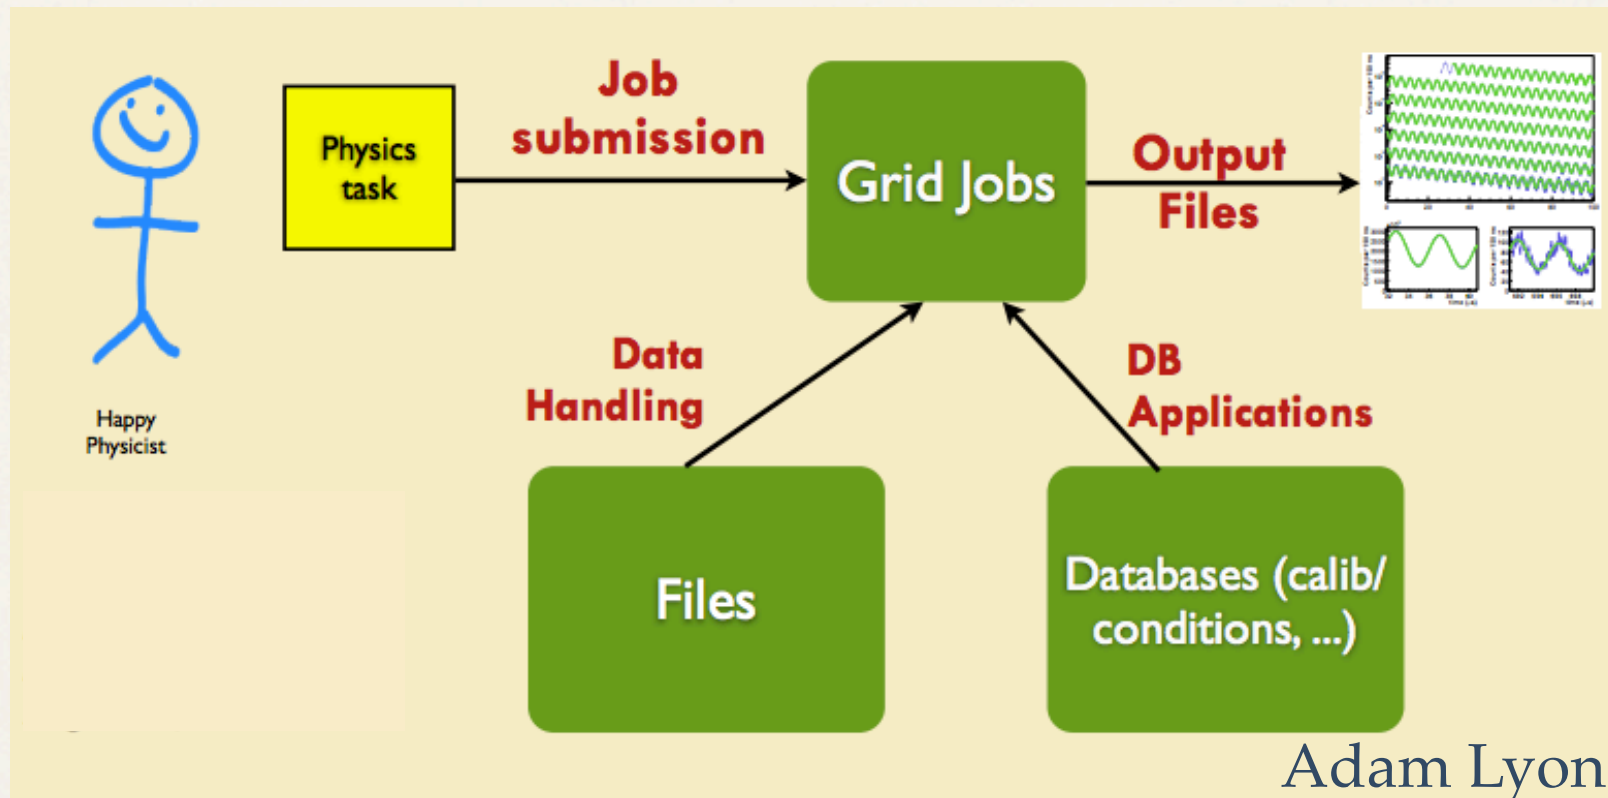 Physics
task
Job
submission
Grid Jobs
Output
Files
Happy
Physicist
Data
Handling
DB
Applications
Files
Databases (calib/
conditions, ...)
Adam Lyon